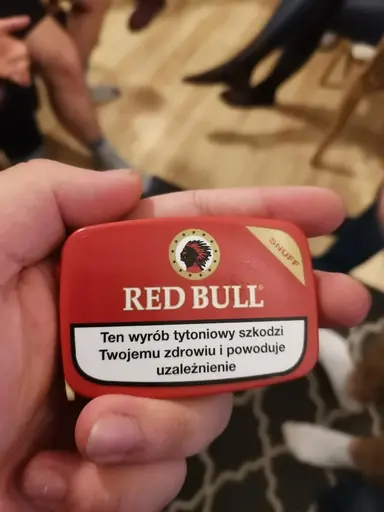 SNUFF
RED BULL®
Ten wyrób tytoniowy szkodzi
Twojemu zdrowiu i powoduje
uzależnienie